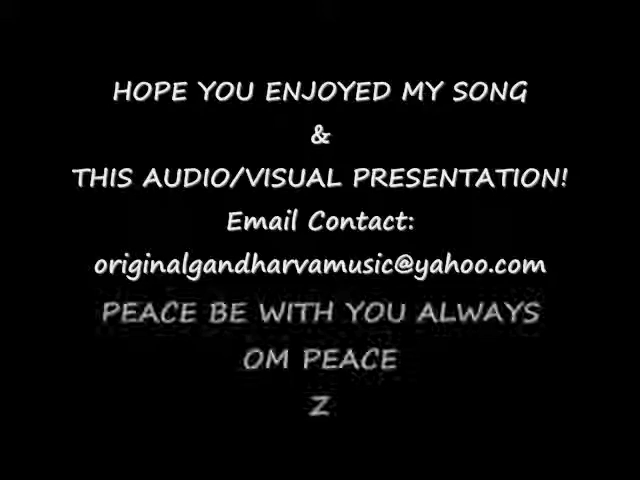 HOPE YOU ENJOYED MY SONG
&
THIS AUDIO/VISUAL PRESENTATION!
Email Contact:
originalgandharvamusic@yahoo.com
PEACE BE WITH YOU ALWAYS
OM PEACE
Z